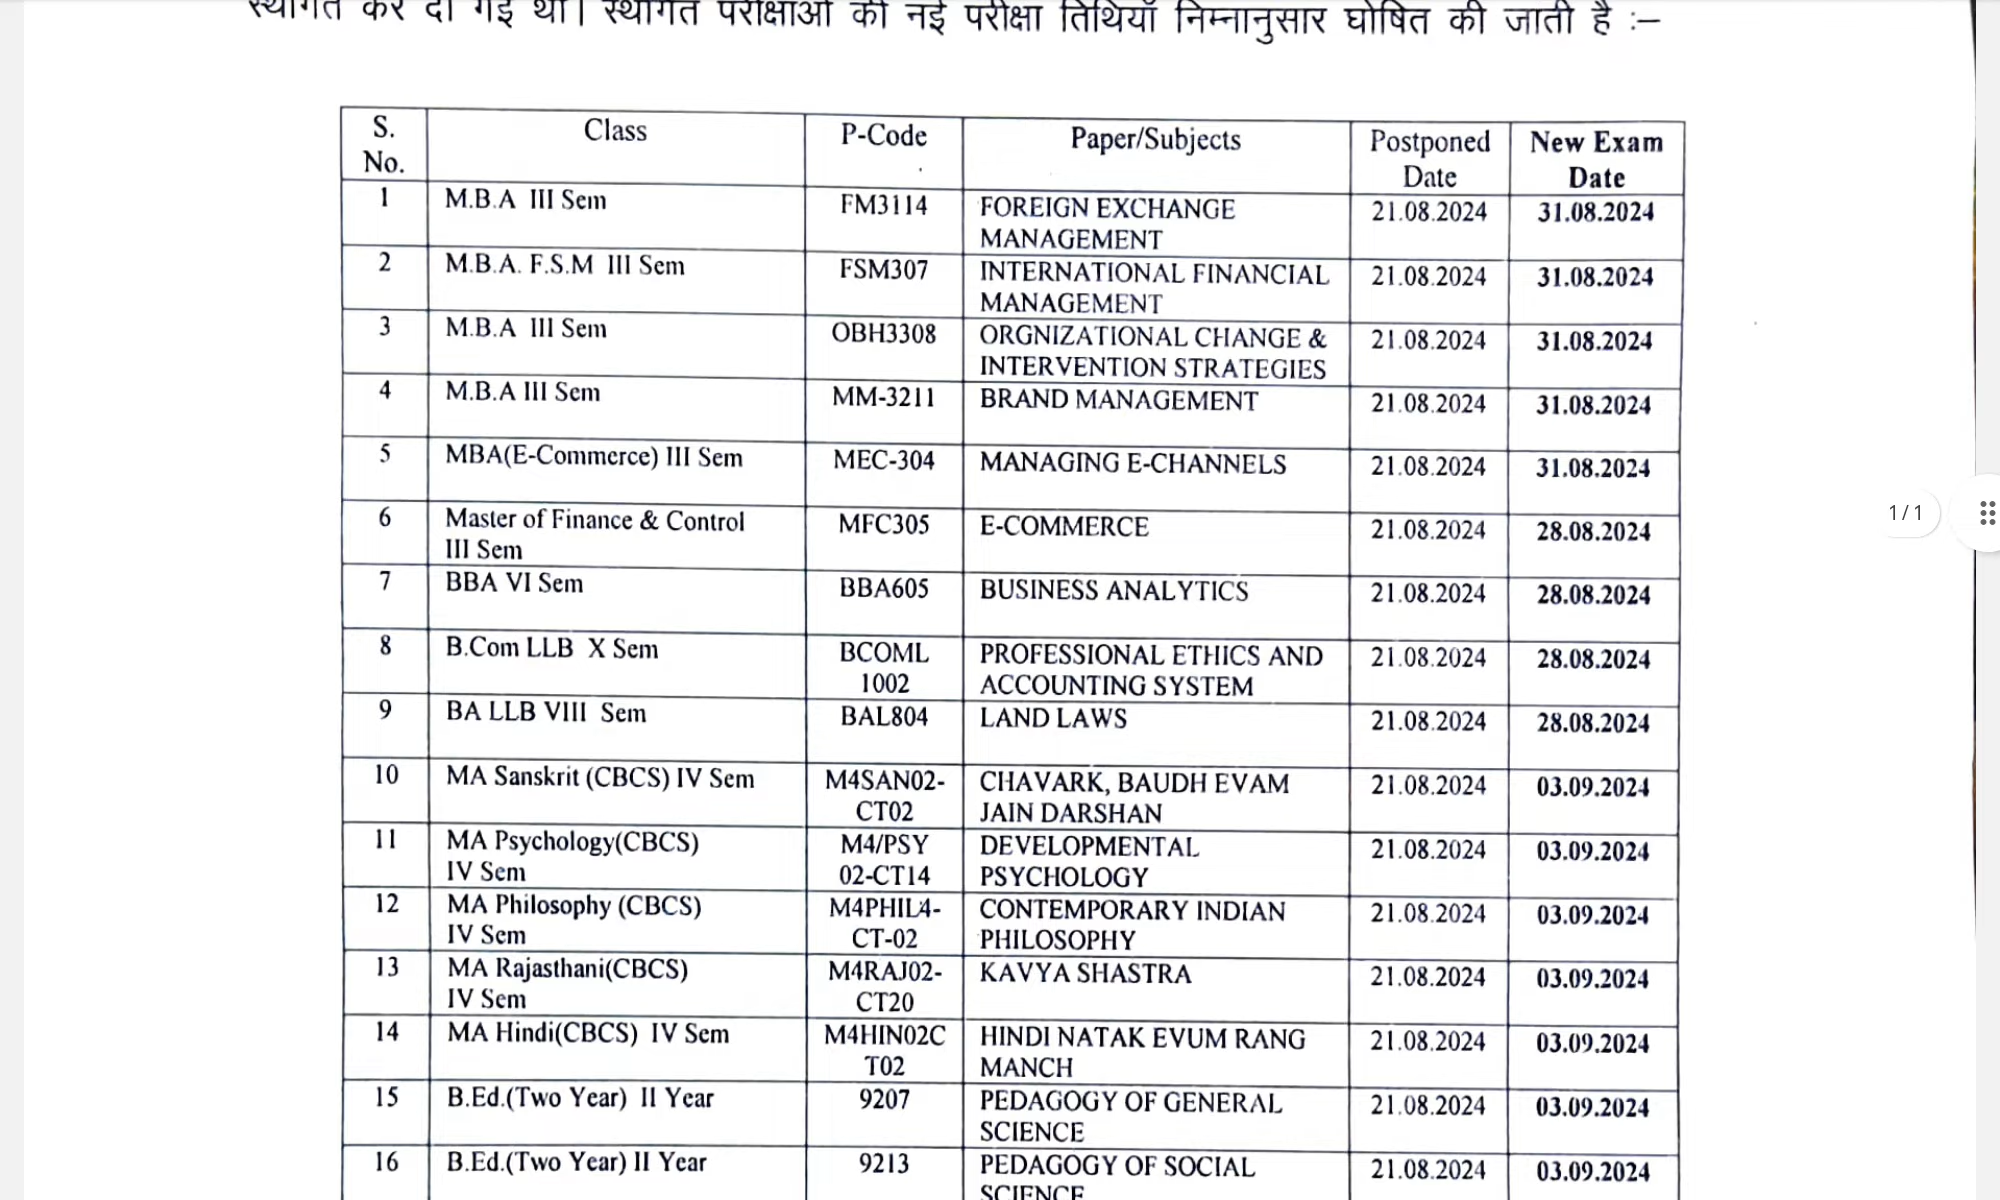 स्थगित कर दी गई थी। स्थगित परीक्षाओं की नई परीक्षा तिथियाँ निम्नानुसार घोषित की जाती है :–
S. No. Class P-Code Paper/Subjects Postponed Date New Exam Date
1 M.B.A III Sem FM3114 FOREIGN EXCHANGE MANAGEMENT 21.08.2024 31.08.2024
2 M.B.A. F.S.M III Sem FSM307 INTERNATIONAL FINANCIAL MANAGEMENT 21.08.2024 31.08.2024
3 M.B.A III Sem OBH3308 ORGNIZATIONAL CHANGE & INTERVENTION STRATEGIES 21.08.2024 31.08.2024
4 M.B.A III Sem MM-3211 BRAND MANAGEMENT 21.08.2024 31.08.2024
5 MBA(E-Commerce) III Sem MEC-304 MANAGING E-CHANNELS 21.08.2024 31.08.2024
6 Master of Finance & Control III Sem MFC305 E-COMMERCE 21.08.2024 28.08.2024
7 BBA VI Sem BBA605 BUSINESS ANALYTICS 21.08.2024 28.08.2024
8 B.Com LLB X Sem BCOML 1002 PROFESSIONAL ETHICS AND ACCOUNTING SYSTEM 21.08.2024 28.08.2024
9 BA LLB VIII Sem BAL804 LAND LAWS 21.08.2024 28.08.2024
10 MA Sanskrit (CBCS) IV Sem M4SAN02-CT02 CHAVARK, BAUDH EVAM JAIN DARSHAN 21.08.2024 03.09.2024
11 MA Psychology(CBCS) IV Sem M4/PSY 02-CT14 DEVELOPMENTAL PSYCHOLOGY 21.08.2024 03.09.2024
12 MA Philosophy (CBCS) IV Sem M4PHIL4-CT-02 CONTEMPORARY INDIAN PHILOSOPHY 21.08.2024 03.09.2024
13 MA Rajasthani(CBCS) IV Sem M4RAJ02-CT20 KAVYA SHASTRA 21.08.2024 03.09.2024
14 MA Hindi(CBCS) IV Sem M4HIN02CT02 HINDI NATAK EVUM RANG MANCH 21.08.2024 03.09.2024
15 B.Ed.(Two Year) II Year 9207 PEDAGOGY OF GENERAL SCIENCE 21.08.2024 03.09.2024
16 B.Ed.(Two Year) II Year 9213 PEDAGOGY OF SOCIAL SCIENCE 21.08.2024 03.09.2024
1/1